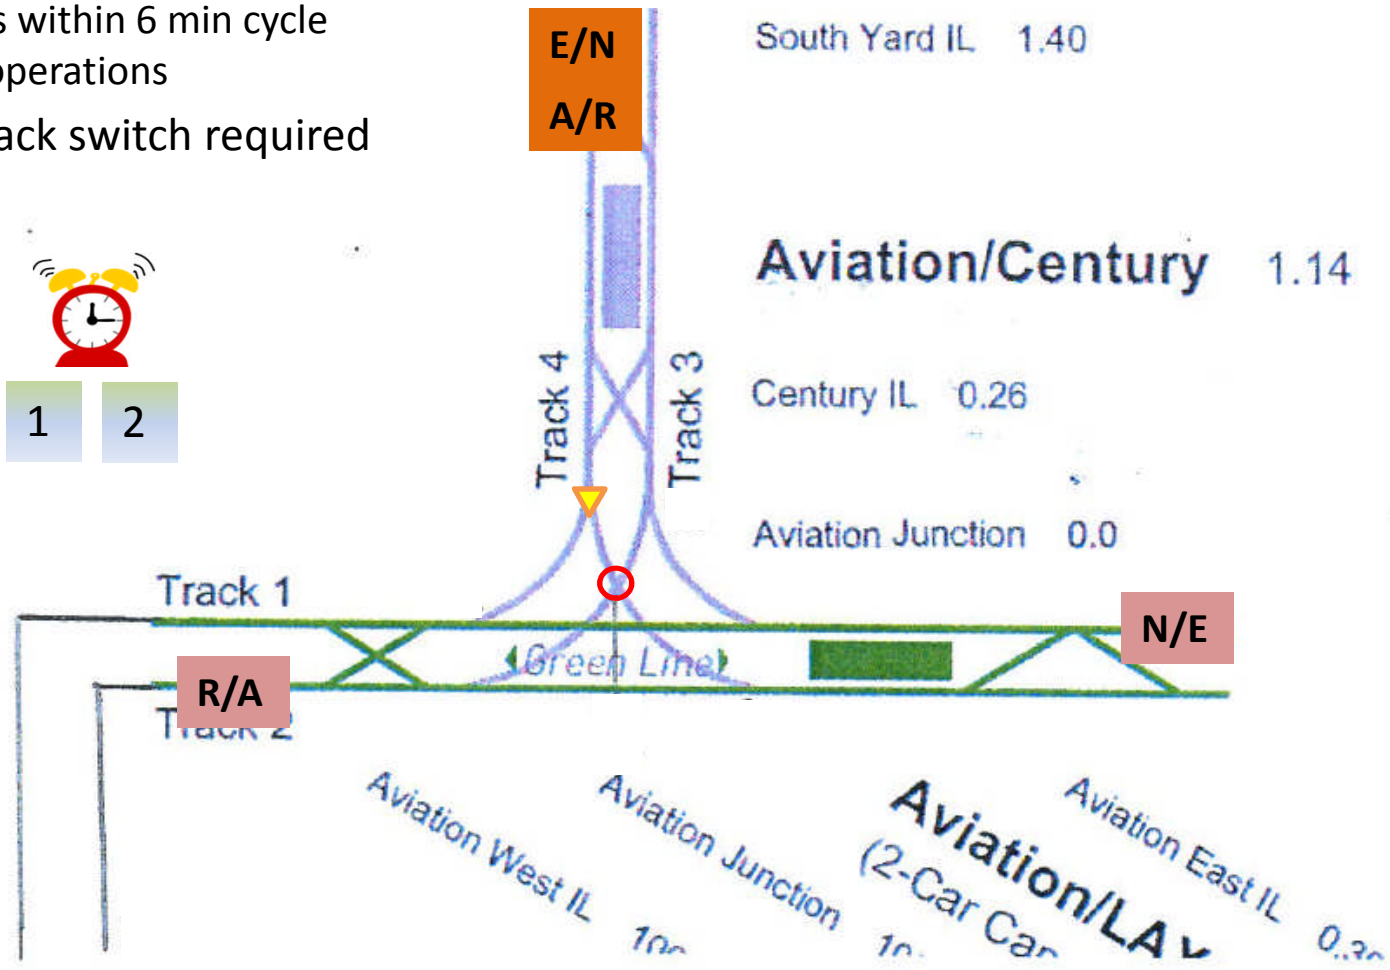 s within 6 min cycle
operations
ack switch required
E/N
A/R
South Yard IL 1.40
Aviation/Century 1.14
1 2
Track 4
Track 3
Century IL 0.26
Aviation Junction 0.0
Track 1
N/E
Green Line
R/A
Track 2
Aviation West IL
Aviation Junction
Aviation/LAX
(2-Car
Aviation East IL